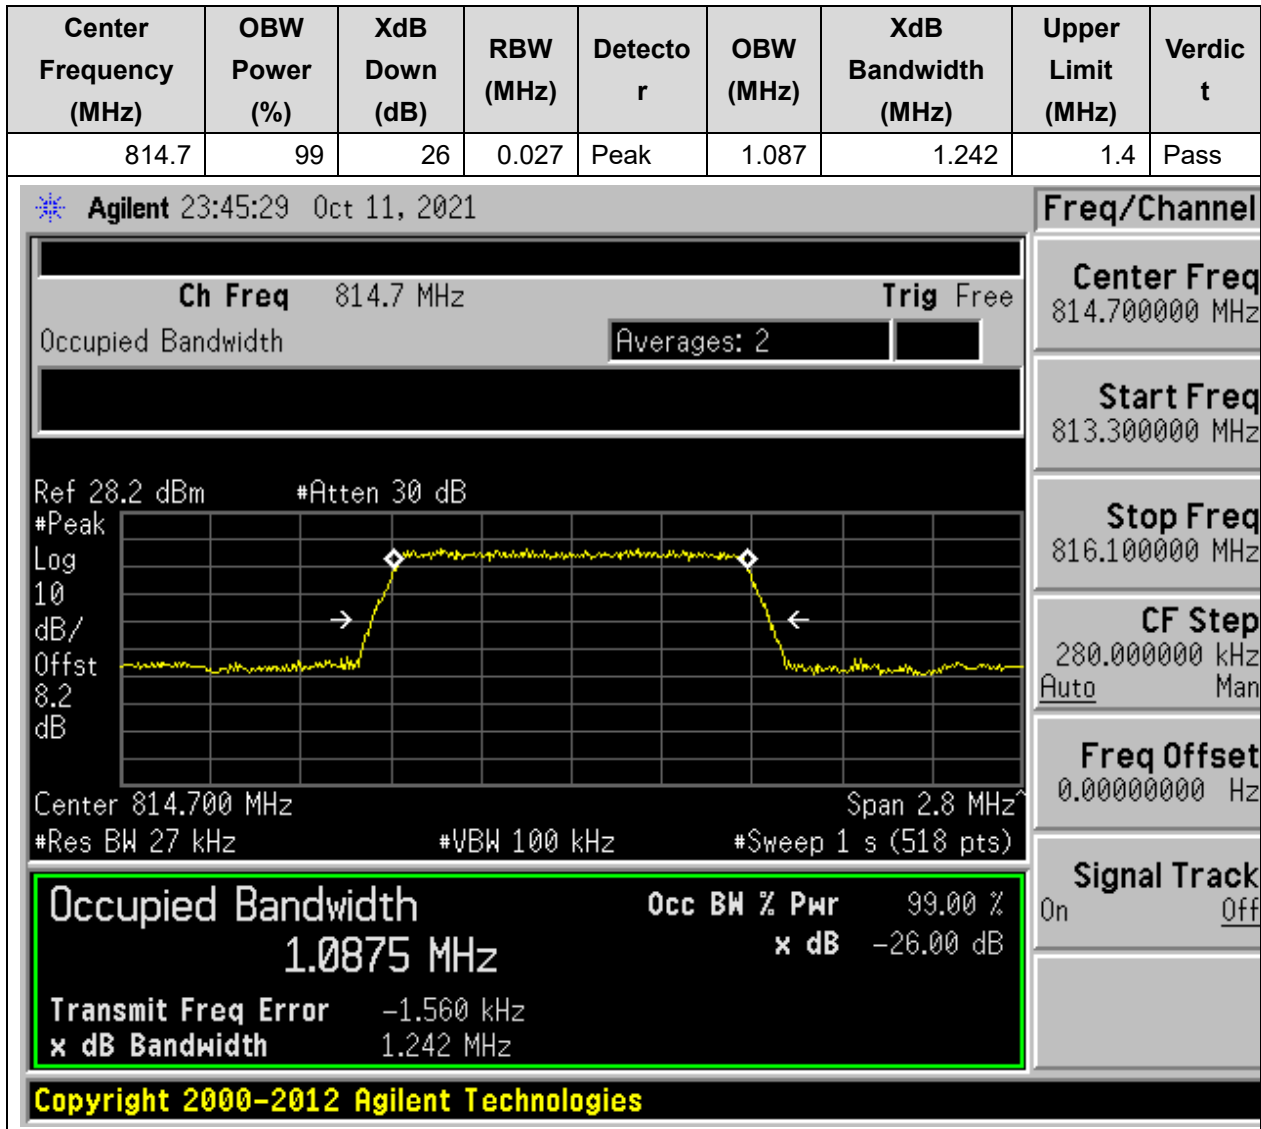 Center Frequency (MHz) OBW Power (%) XdB Down (dB) RBW (MHz) Detecto r OBW (MHz) XdB Bandwidth (MHz) Upper Limit (MHz) Verdic t
814.7 99 26 0.027 Peak 1.087 1.242 1.4 Pass
Agilent 23:45:29 Oct 11, 2021
Ch Freq 814.7 MHz Trig Free
Occupied Bandwidth Averages: 2
Ref 28.2 dBm #Atten 30 dB
#Peak
Log
10
dB/
Offst
8.2
dB
Center 814.700 MHz Span 2.8 MHz^
#Res BW 27 kHz #VBW 100 kHz #Sweep 1 s (518 pts)
Occupied Bandwidth Occ BW % Pwr 99.00 %
1.0875 MHz x dB -26.00 dB
Transmit Freq Error -1.560 kHz
x dB Bandwidth 1.242 MHz
Freq/Channel
Center Freq
814.700000 MHz
Start Freq
813.300000 MHz
Stop Freq
816.100000 MHz
CF Step
280.000000 kHz
Auto Man
Freq Offset
0.00000000 Hz
Signal Track
On Off
Copyright 2000-2012 Agilent Technologies